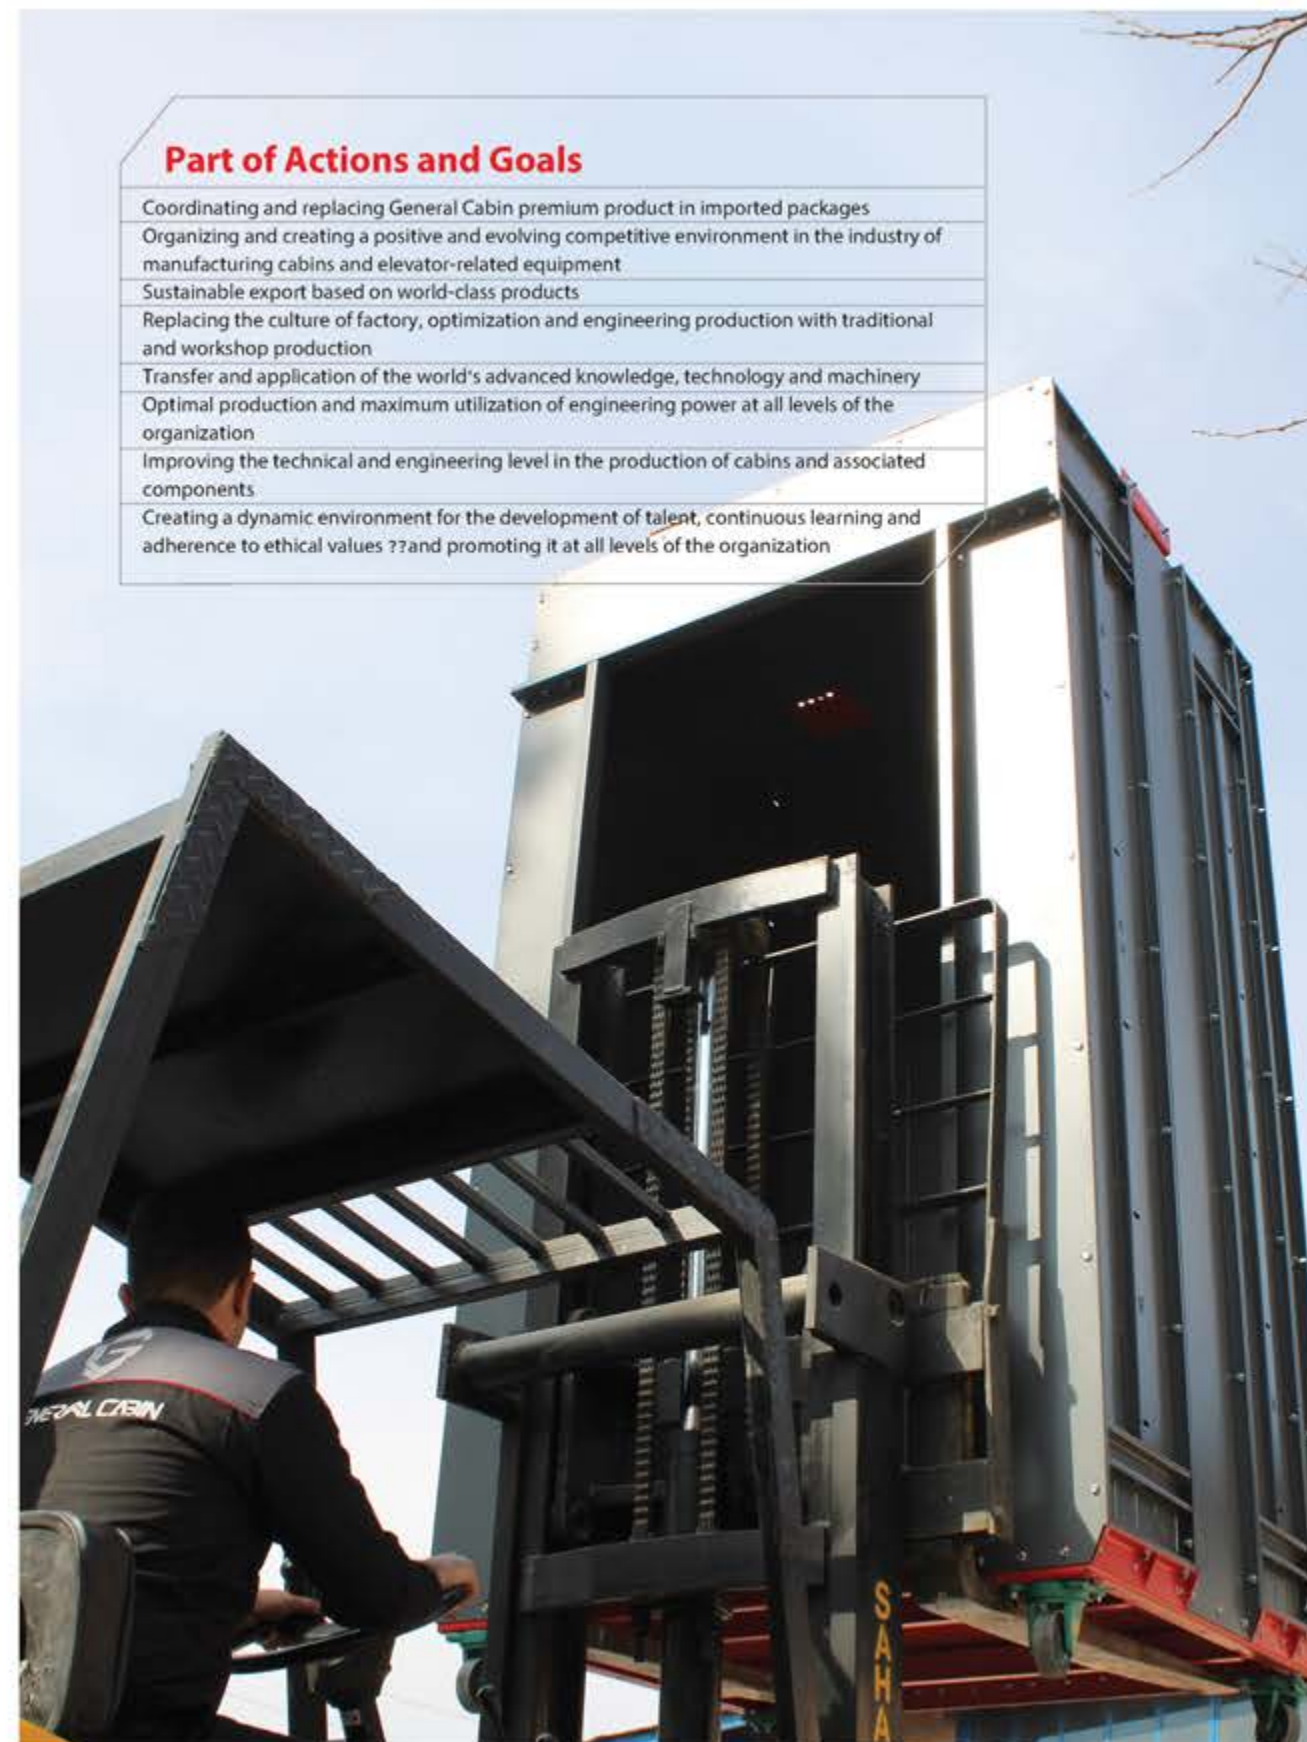 Part of Actions and Goals
Coordinating and replacing General Cabin premium product in imported packages
Organizing and creating a positive and evolving competitive environment in the industry of
manufacturing cabins and elevator-related equipment
Sustainable export based on world-class products
Replacing the culture of factory, optimization and engineering production with traditional
and workshop production
Transfer and application of the world's advanced knowledge, technology and machinery
Optimal production and maximum utilization of engineering power at all levels of the
organization
Improving the technical and engineering level in the production of cabins and associated
components
Creating a dynamic environment for the development of talent, continuous learning and
adherence to ethical values ??and promoting it at all levels of the organization
ENERAL CABIN
SAHA